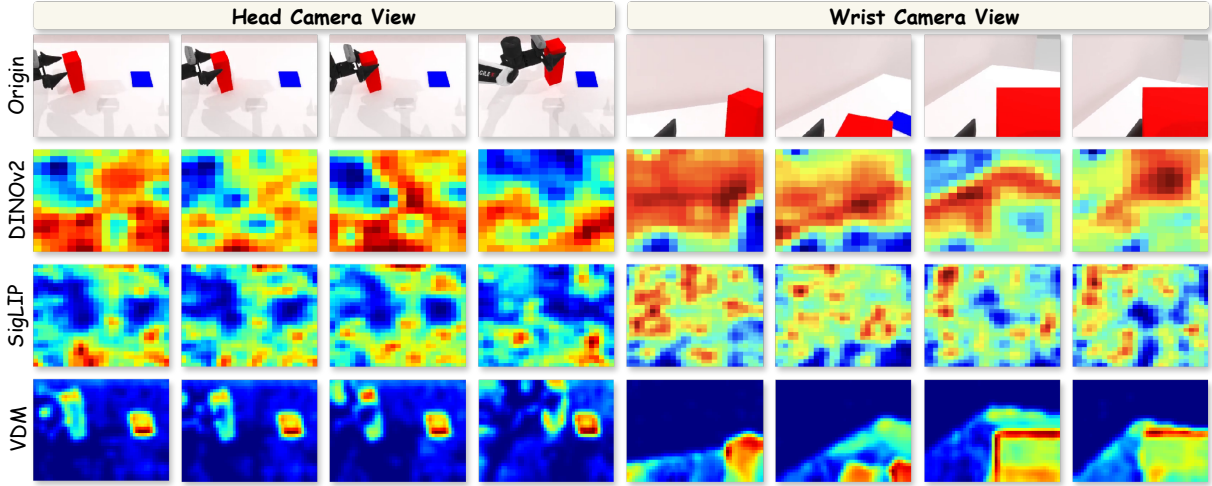 Head Camera View
Wrist Camera View
Origin
DINOv2
SigLIP
VDM